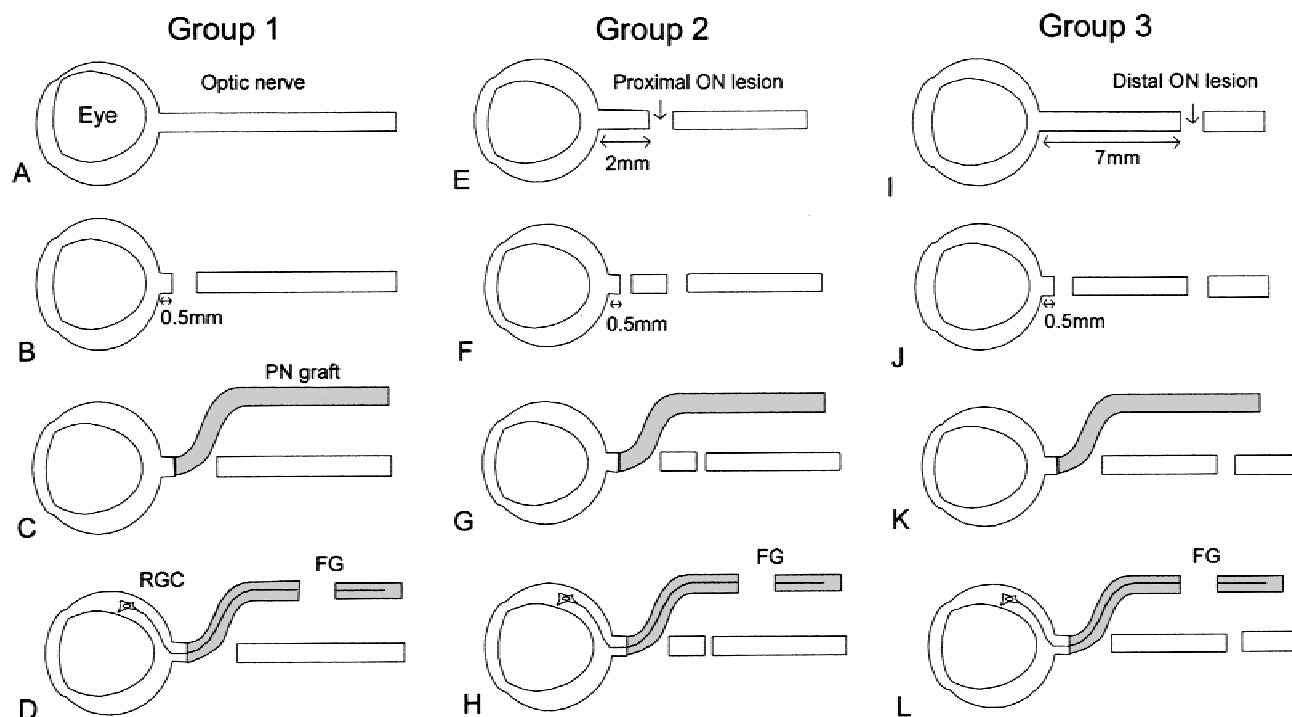 Group 1
Group 2
Group 3
Optic nerve
Eye
A
Proximal ON lesion
2mm
E
Distal ON lesion
7mm
I
0.5mm
B
0.5mm
F
0.5mm
J
PN graft
C
G
K
RGC
FG
D
FG
H
FG
L